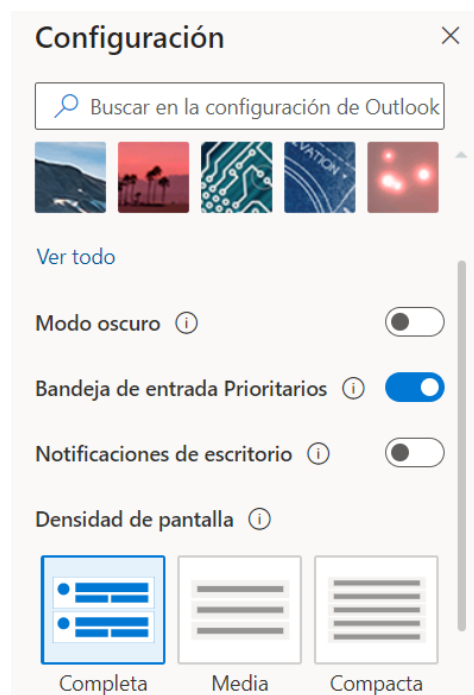 Configuración
Buscar en la configuración de Outlook
VATION
Ver todo
Modo oscuro
Bandeja de entrada Prioritarios
Notificaciones de escritorio
Densidad de pantalla
Completa Media Compacta